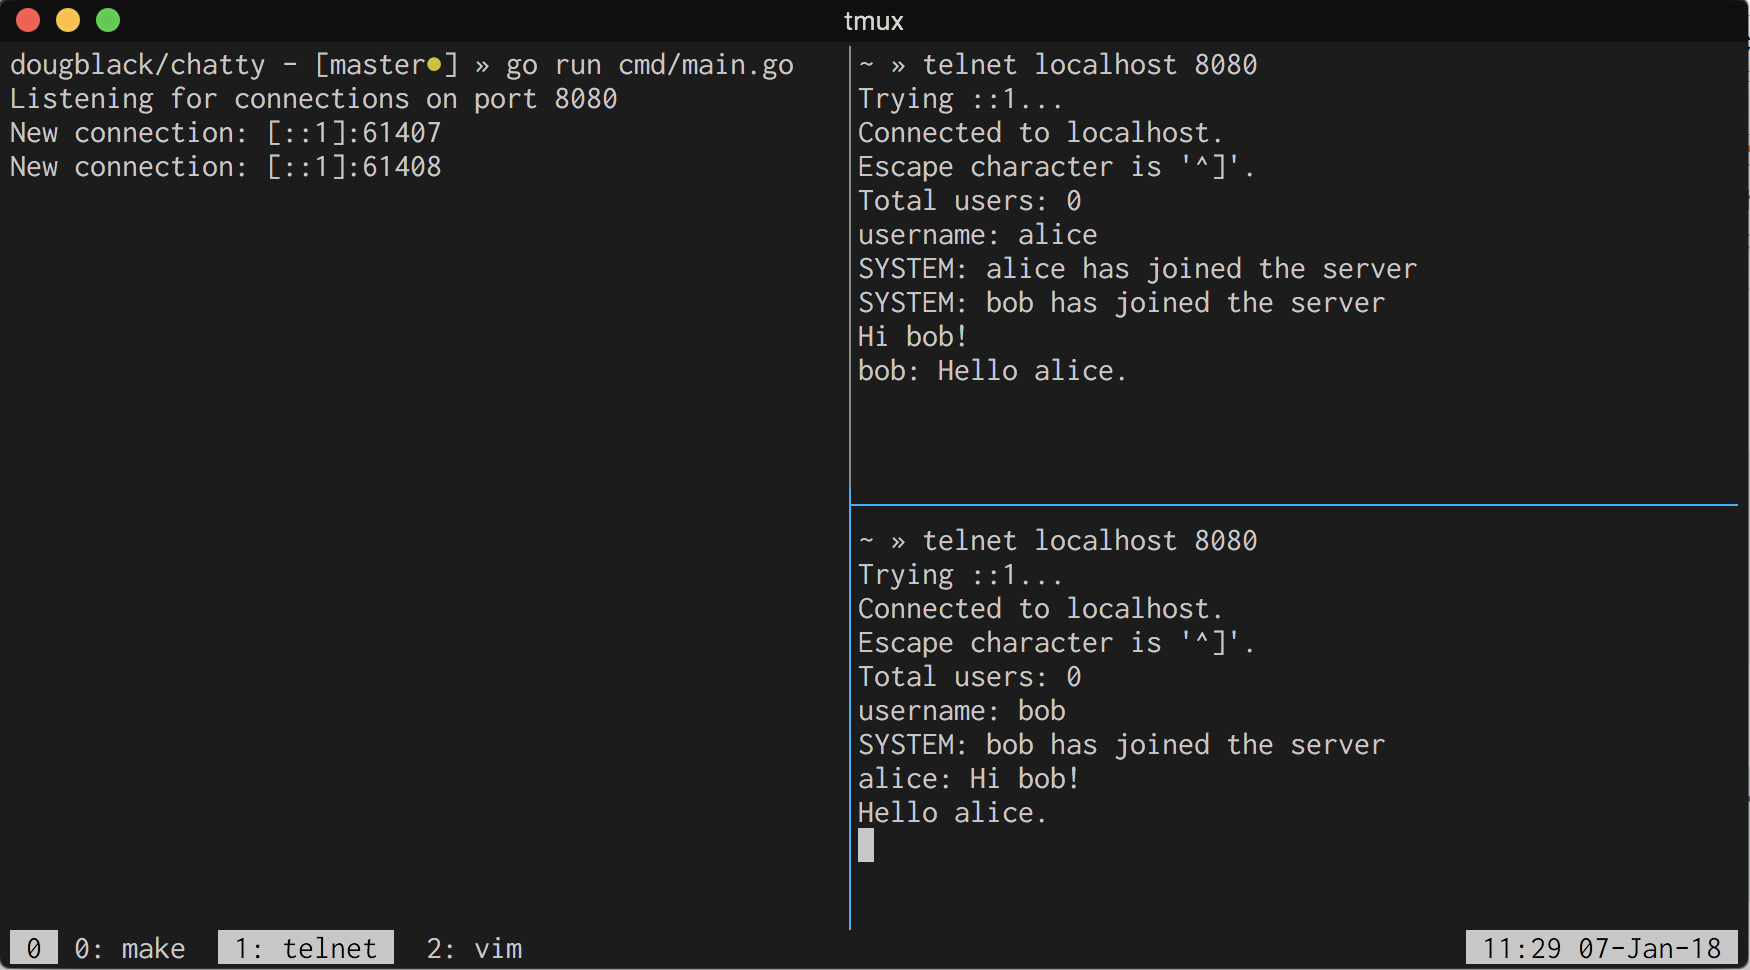 tmux
dougblack/chatty - [master●] » go run cmd/main.go
Listening for connections on port 8080
New connection: [::1]:61407
New connection: [::1]:61408
~ » telnet localhost 8080
Trying ::1...
Connected to localhost.
Escape character is '^]'.
Total users: 0
username: alice
SYSTEM: alice has joined the server
SYSTEM: bob has joined the server
Hi bob!
bob: Hello alice.
~ » telnet localhost 8080
Trying ::1...
Connected to localhost.
Escape character is '^]'.
Total users: 0
username: bob
SYSTEM: bob has joined the server
alice: Hi bob!
Hello alice.
0 0: make 1: telnet 2: vim 11:29 07-Jan-18